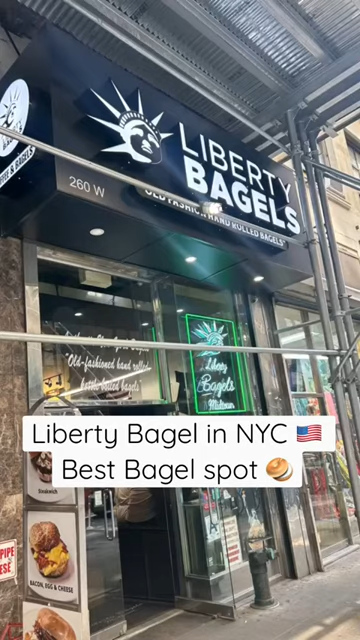 LIBERTY
BAGELS
OLD FASHION HAND ROLLED BAGELS
260 W
"Old-fashioned hand rolled
kettle boiled bagels"
Liberty
Bagels
Midtown
Liberty Bagel in NYC 🇺🇸
Best Bagel spot 🥯
BACON, EGG & CHEESE